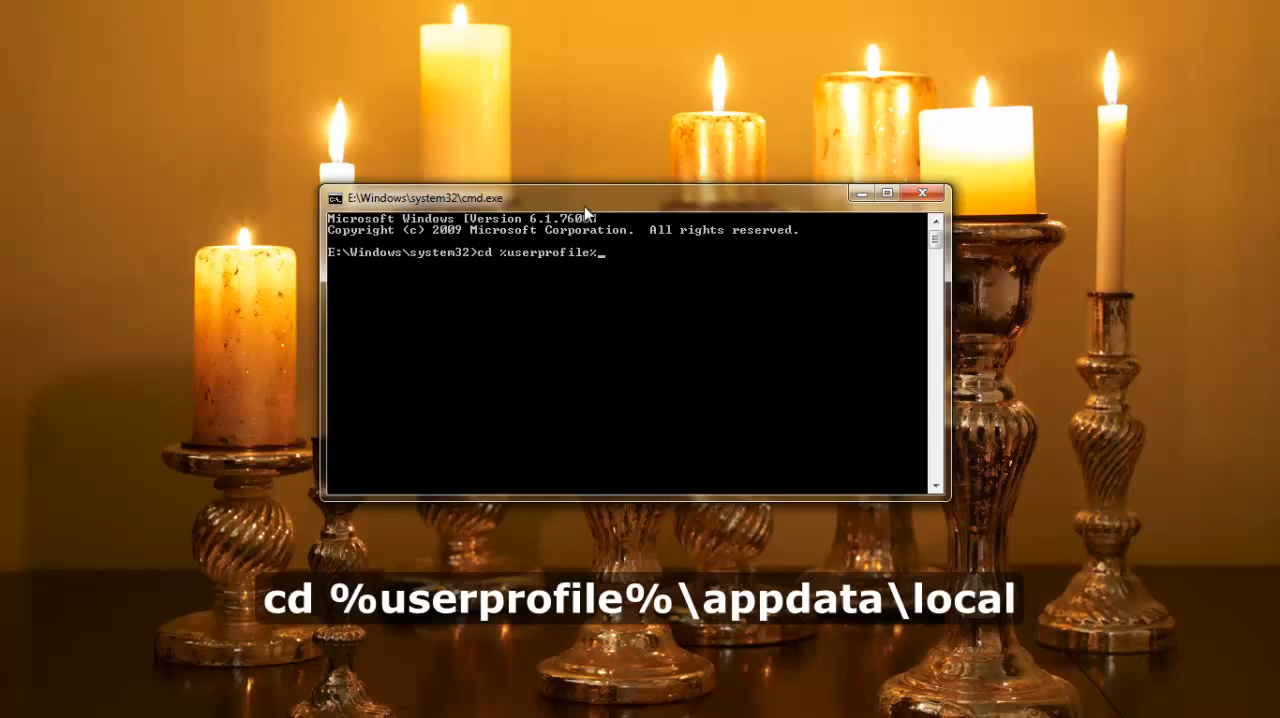 E:\Windows\system32\cmd.exe
Microsoft Windows [Version 6.1.7600]
Copyright (c) 2009 Microsoft Corporation.  All rights reserved.
E:\Windows\system32>cd %userprofile%_
cd %userprofile%\appdata\local